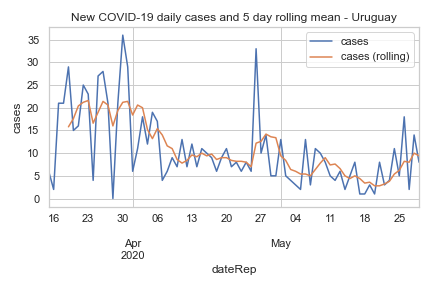 New COVID-19 daily cases and 5 day rolling mean - Uruguay
cases
cases (rolling)
cases
35
30
25
20
15
10
5
0
16 23 30 06 13 20 27 04 11 18 25
Apr May
2020
dateRep